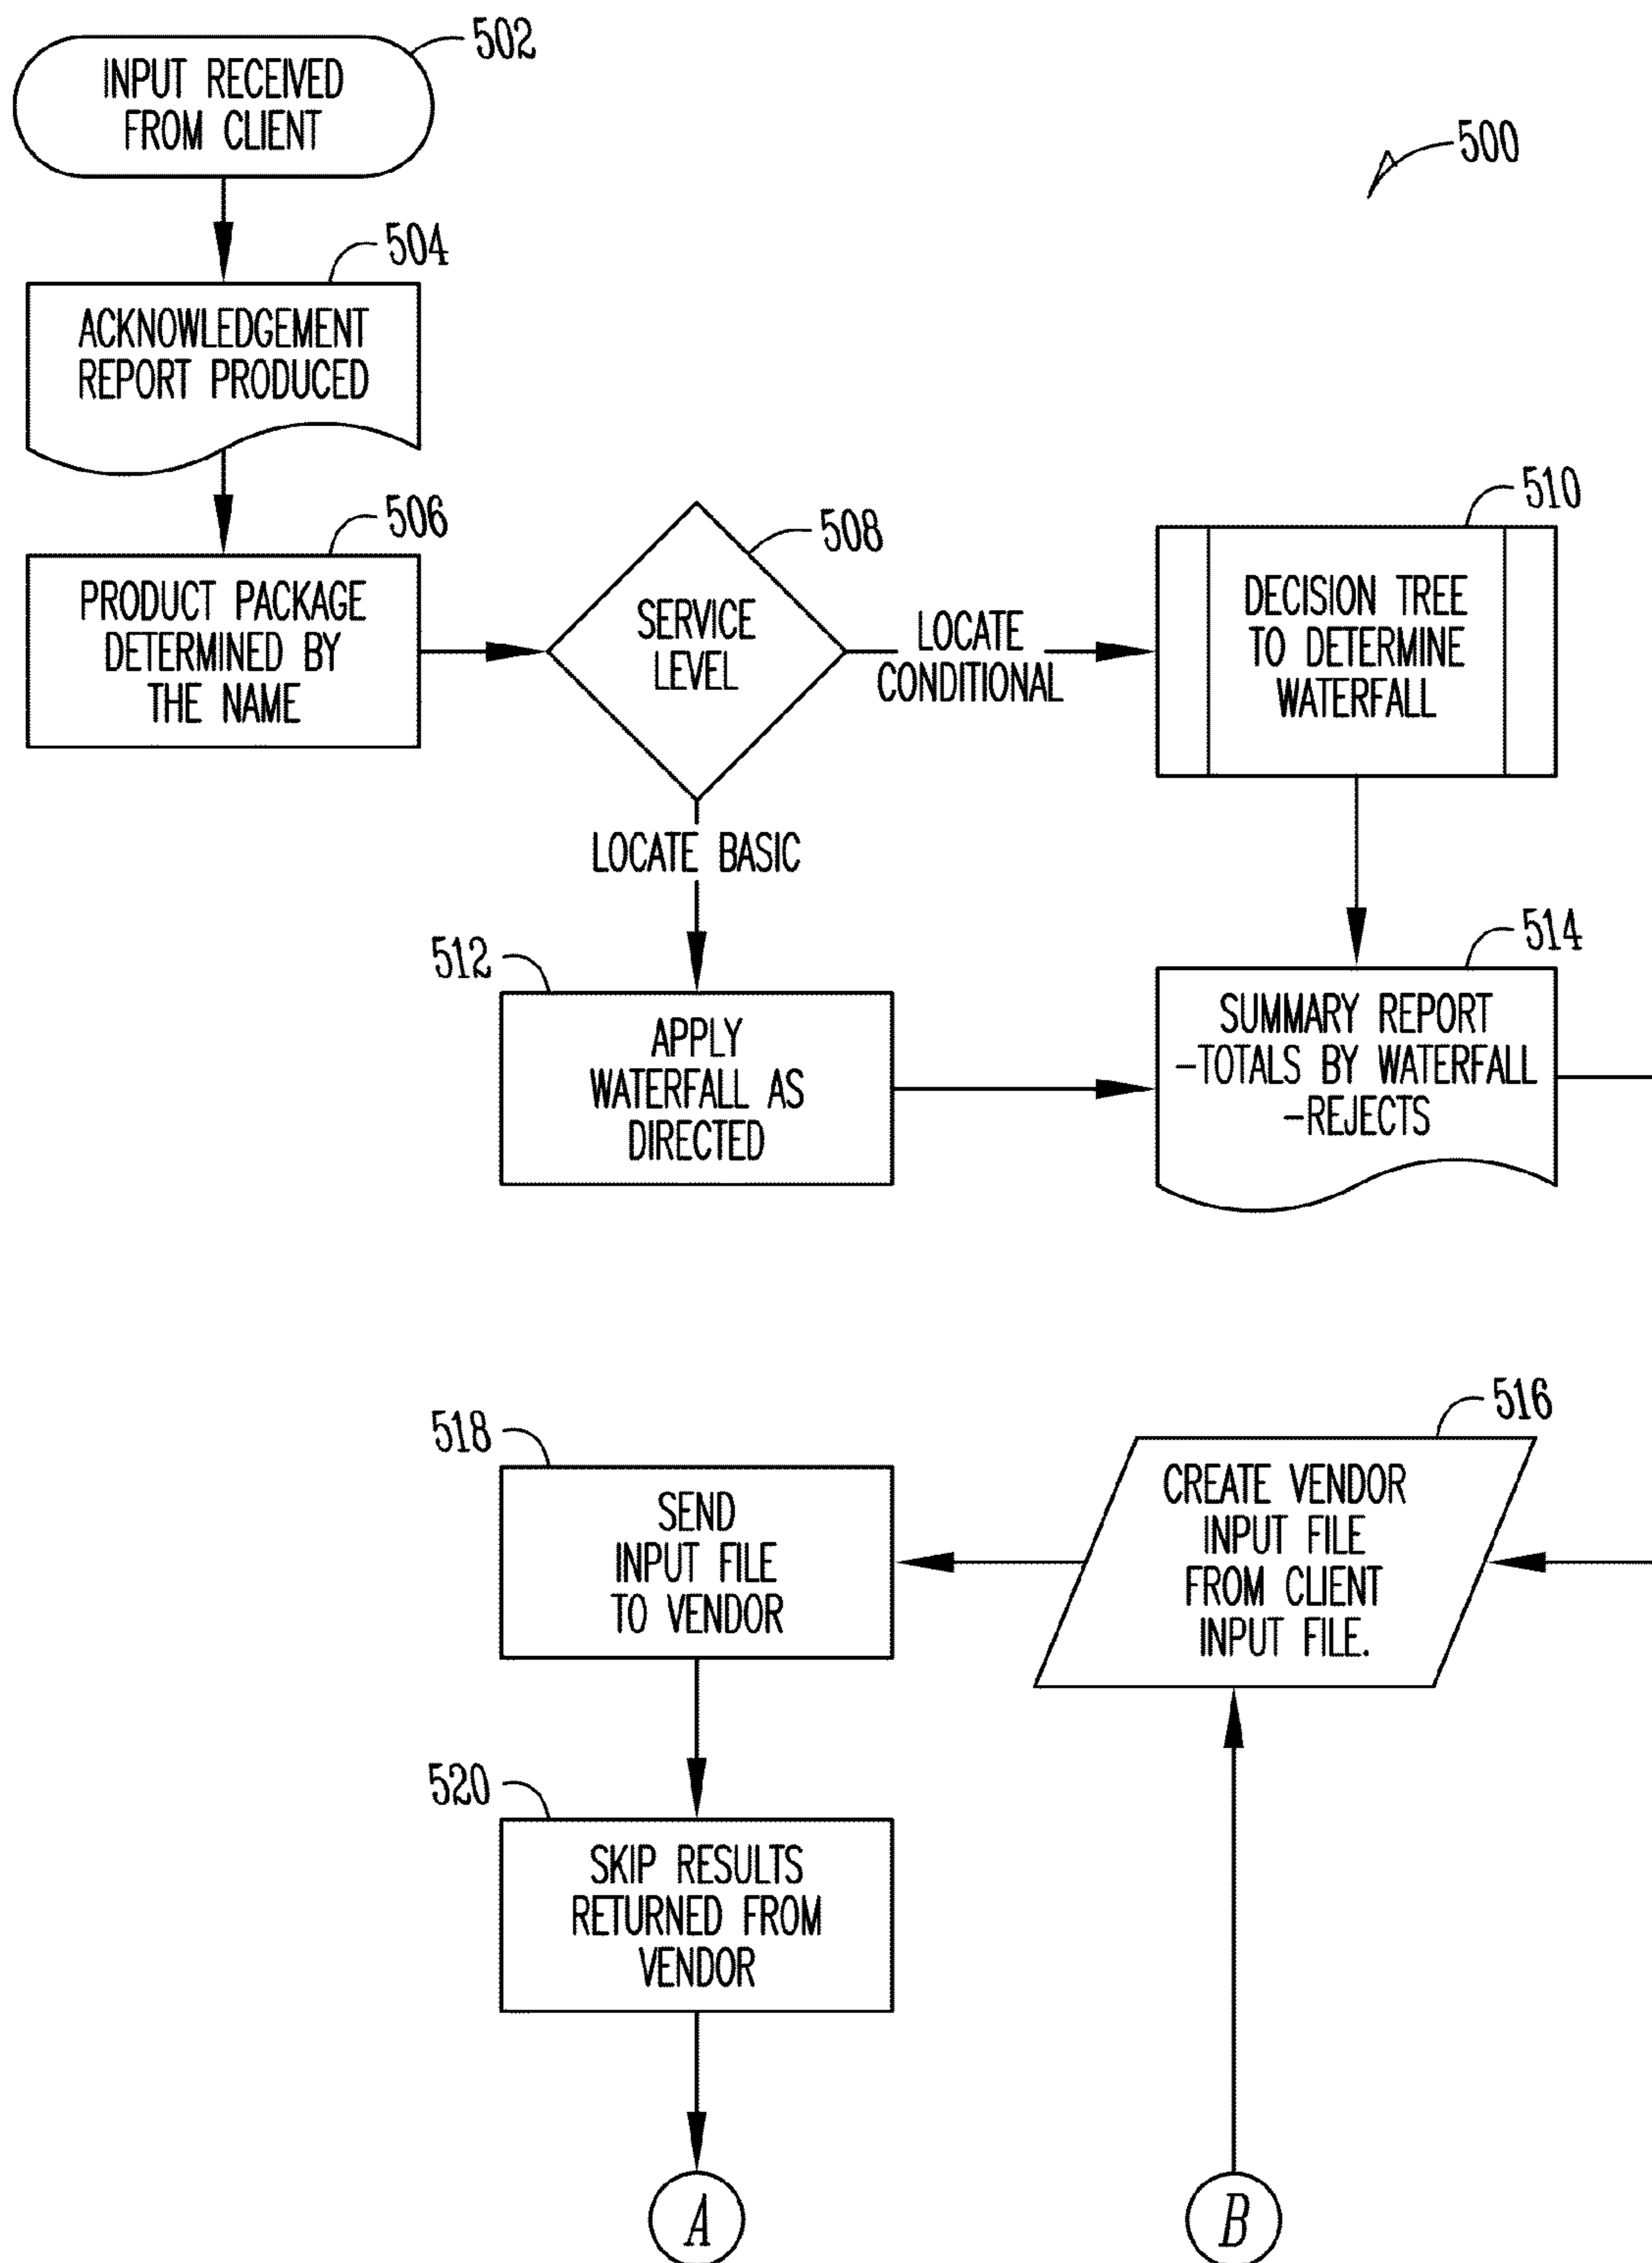 502
INPUT RECEIVED
FROM CLIENT
500
504
ACKNOWLEDGEMENT
REPORT PRODUCED
506
PRODUCT PACKAGE
DETERMINED BY
THE NAME
508
SERVICE
LEVEL
LOCATE
CONDITIONAL
510
DECISION TREE
TO DETERMINE
WATERFALL
LOCATE BASIC
512
APPLY
WATERFALL AS
DIRECTED
514
SUMMARY REPORT
-TOTALS BY WATERFALL
-REJECTS
516
CREATE VENDOR
INPUT FILE
FROM CLIENT
INPUT FILE.
518
SEND
INPUT FILE
TO VENDOR
520
SKIP RESULTS
RETURNED FROM
VENDOR
A
B